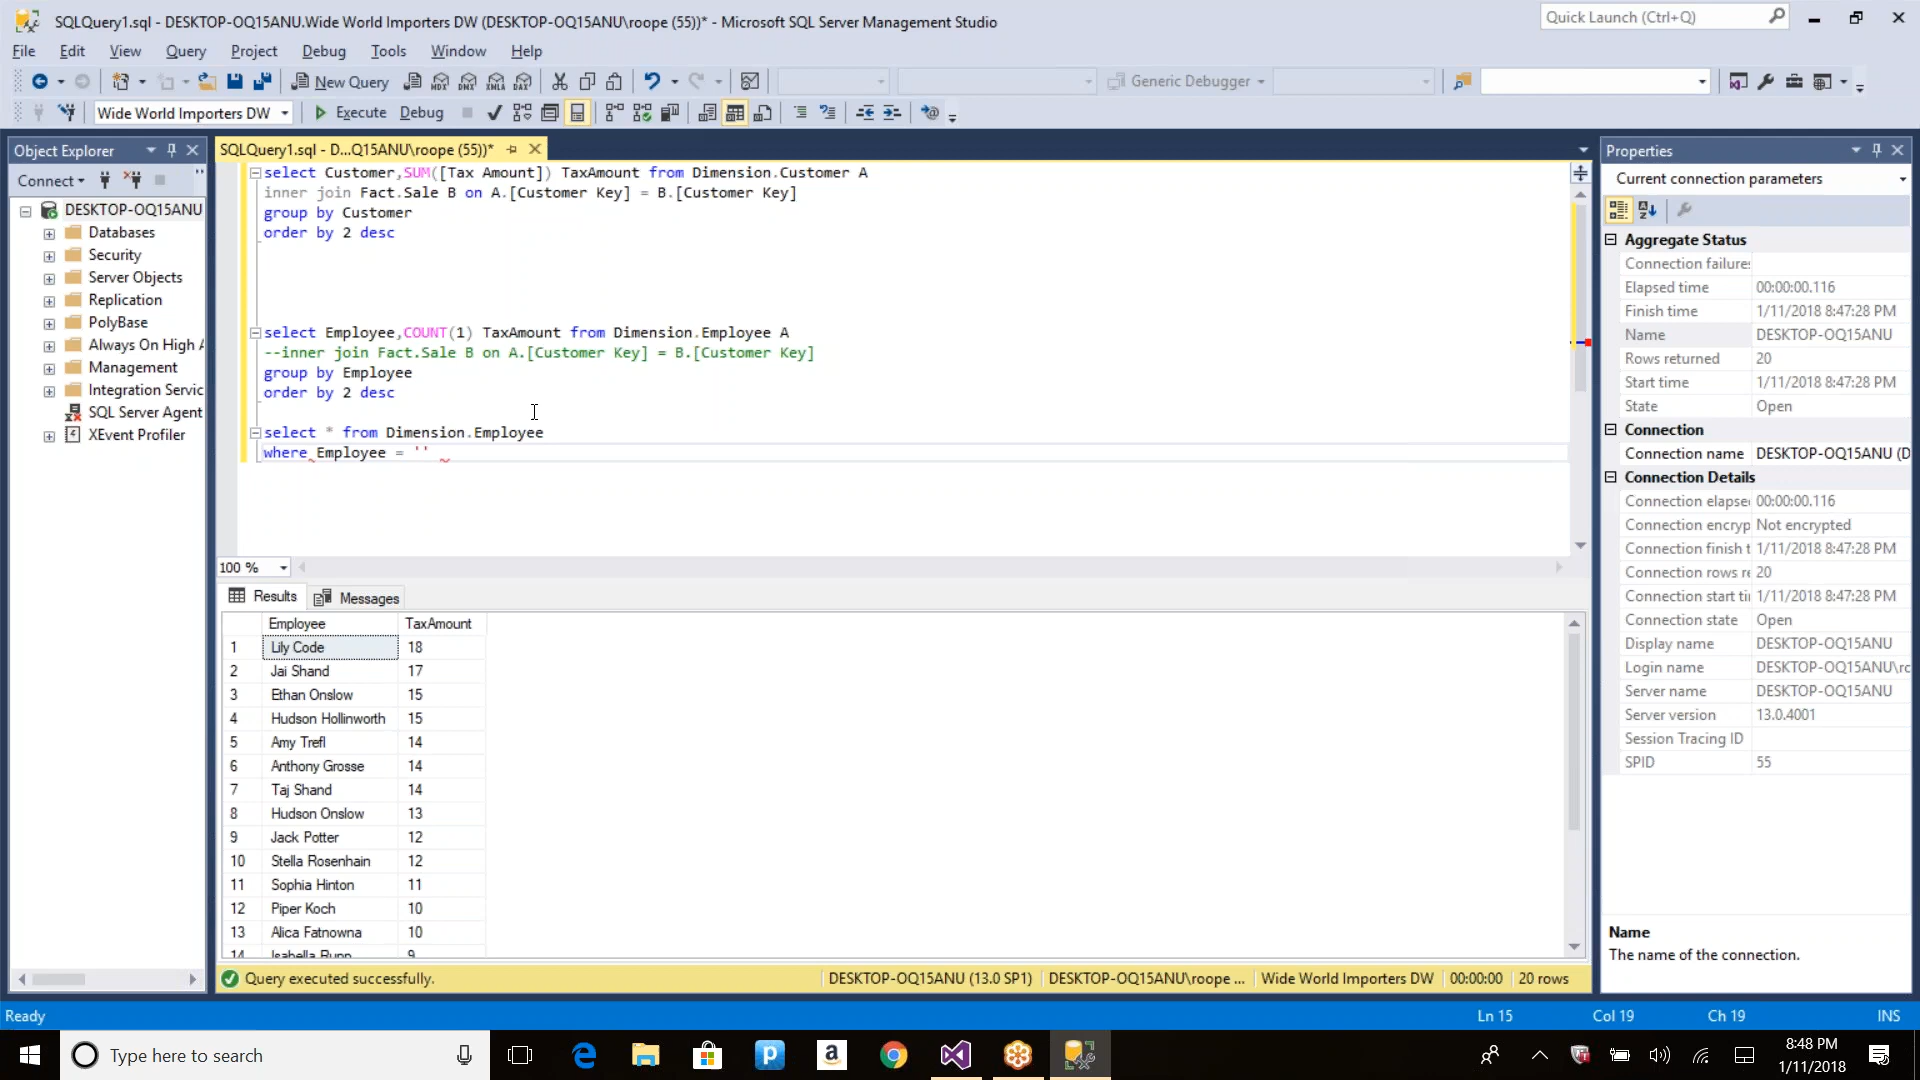 SQLQuery1.sql - DESKTOP-OQ15ANU.Wide World Importers DW (DESKTOP-OQ15ANU\roope (55))* - Microsoft SQL Server Management Studio
Quick Launch (Ctrl+Q)
File Edit View Query Project Debug Tools Window Help
New Query
MDX DMX XMLA DAX
Generic Debugger
Wide World Importers DW
Execute Debug
Object Explorer
Connect
DESKTOP-OQ15ANU
Databases
Security
Server Objects
Replication
PolyBase
Always On High A
Management
Integration Servic
SQL Server Agent
XEvent Profiler
SQLQuery1.sql - D...Q15ANU\roope (55))*
select Customer,SUM([Tax Amount]) TaxAmount from Dimension.Customer A
inner join Fact.Sale B on A.[Customer Key] = B.[Customer Key]
group by Customer
order by 2 desc
select Employee,COUNT(1) TaxAmount from Dimension.Employee A
--inner join Fact.Sale B on A.[Customer Key] = B.[Customer Key]
group by Employee
order by 2 desc
select * from Dimension.Employee
where Employee = ''
100 %
Results Messages
Employee TaxAmount
1 Lily Code 18
2 Jai Shand 17
3 Ethan Onslow 15
4 Hudson Hollinworth 15
5 Amy Trefl 14
6 Anthony Grosse 14
7 Taj Shand 14
8 Hudson Onslow 13
9 Jack Potter 12
10 Stella Rosenhain 12
11 Sophia Hinton 11
12 Piper Koch 10
13 Alica Fatnowna 10
14 Isabella Rupp 9
Query executed successfully.
DESKTOP-OQ15ANU (13.0 SP1) DESKTOP-OQ15ANU\roope ... Wide World Importers DW 00:00:00 20 rows
Properties
Current connection parameters
Aggregate Status
Connection failures
Elapsed time 00:00:00.116
Finish time 1/11/2018 8:47:28 PM
Name DESKTOP-OQ15ANU
Rows returned 20
Start time 1/11/2018 8:47:28 PM
State Open
Connection
Connection name DESKTOP-OQ15ANU (D
Connection Details
Connection elapse 00:00:00.116
Connection encryp Not encrypted
Connection finish t 1/11/2018 8:47:28 PM
Connection rows re 20
Connection start ti 1/11/2018 8:47:28 PM
Connection state Open
Display name DESKTOP-OQ15ANU
Login name DESKTOP-OQ15ANU\rc
Server name DESKTOP-OQ15ANU
Server version 13.0.4001
Session Tracing ID
SPID 55
Name
The name of the connection.
Ready
Ln 15 Col 19 Ch 19 INS
Type here to search
8:48 PM
1/11/2018